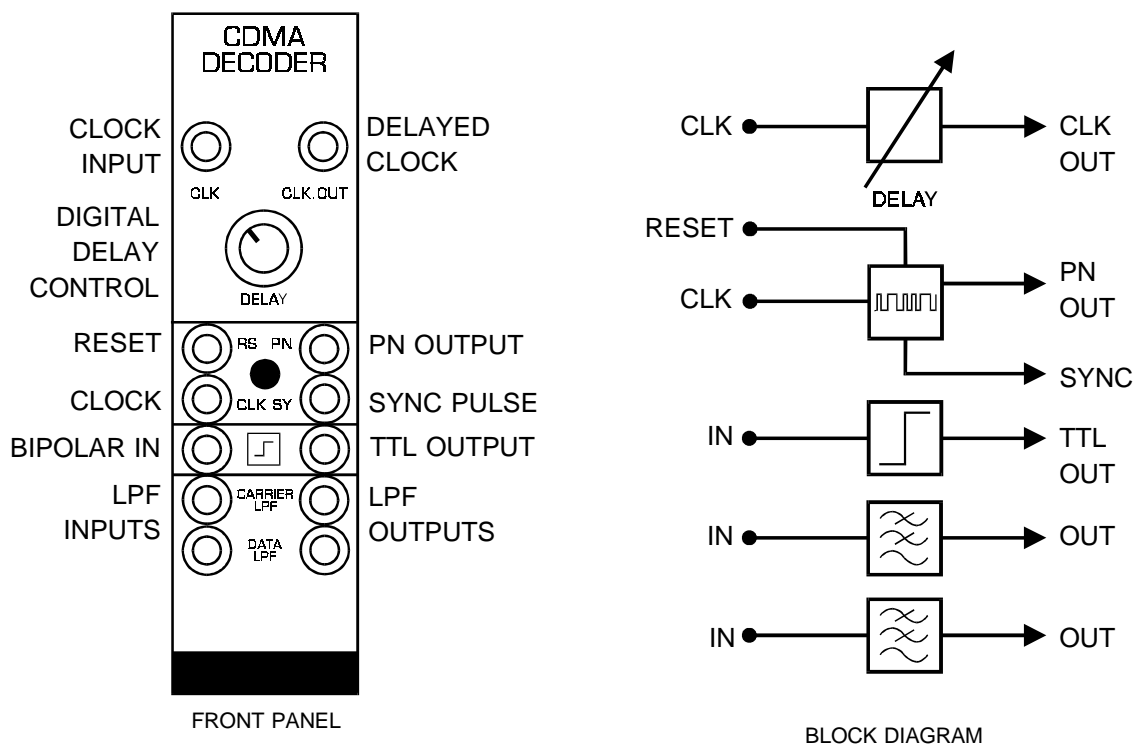 CDMA
DECODER
CLOCK
INPUT
DELAYED
CLOCK
CLK
CLK.OUT
DIGITAL
DELAY
CONTROL
DELAY
RESET
RS PN
PN OUTPUT
CLOCK
CLK SY
SYNC PULSE
BIPOLAR IN
TTL OUTPUT
LPF
INPUTS
CARRIER
LPF
LPF
OUTPUTS
DATA
LPF
FRONT PANEL
CLK
CLK
OUT
DELAY
RESET
CLK
PN
OUT
SYNC
IN
TTL
OUT
IN
OUT
IN
OUT
BLOCK DIAGRAM